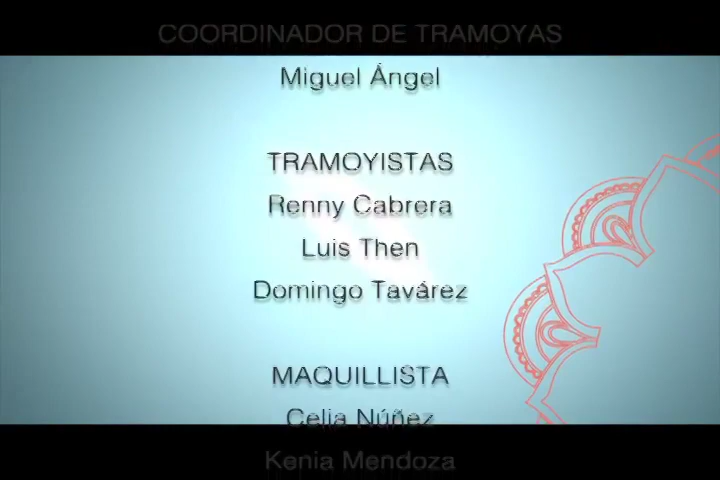 COORDINADOR DE TRAMOYAS
Miguel Ángel
TRAMOYISTAS
Renny Cabrera
Luis Then
Domingo Tavárez
MAQUILLISTA
Celia Núñez
Kenia Mendoza